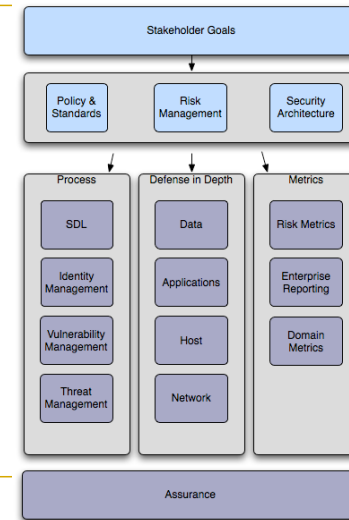 Stakeholder Goals
Policy &
Standards
Risk
Management
Security
Architecture
Process
SDL
Identity
Management
Vulnerability
Management
Threat
Management
Defense in Depth
Data
Applications
Host
Network
Metrics
Risk Metrics
Enterprise
Reporting
Domain
Metrics
Assurance